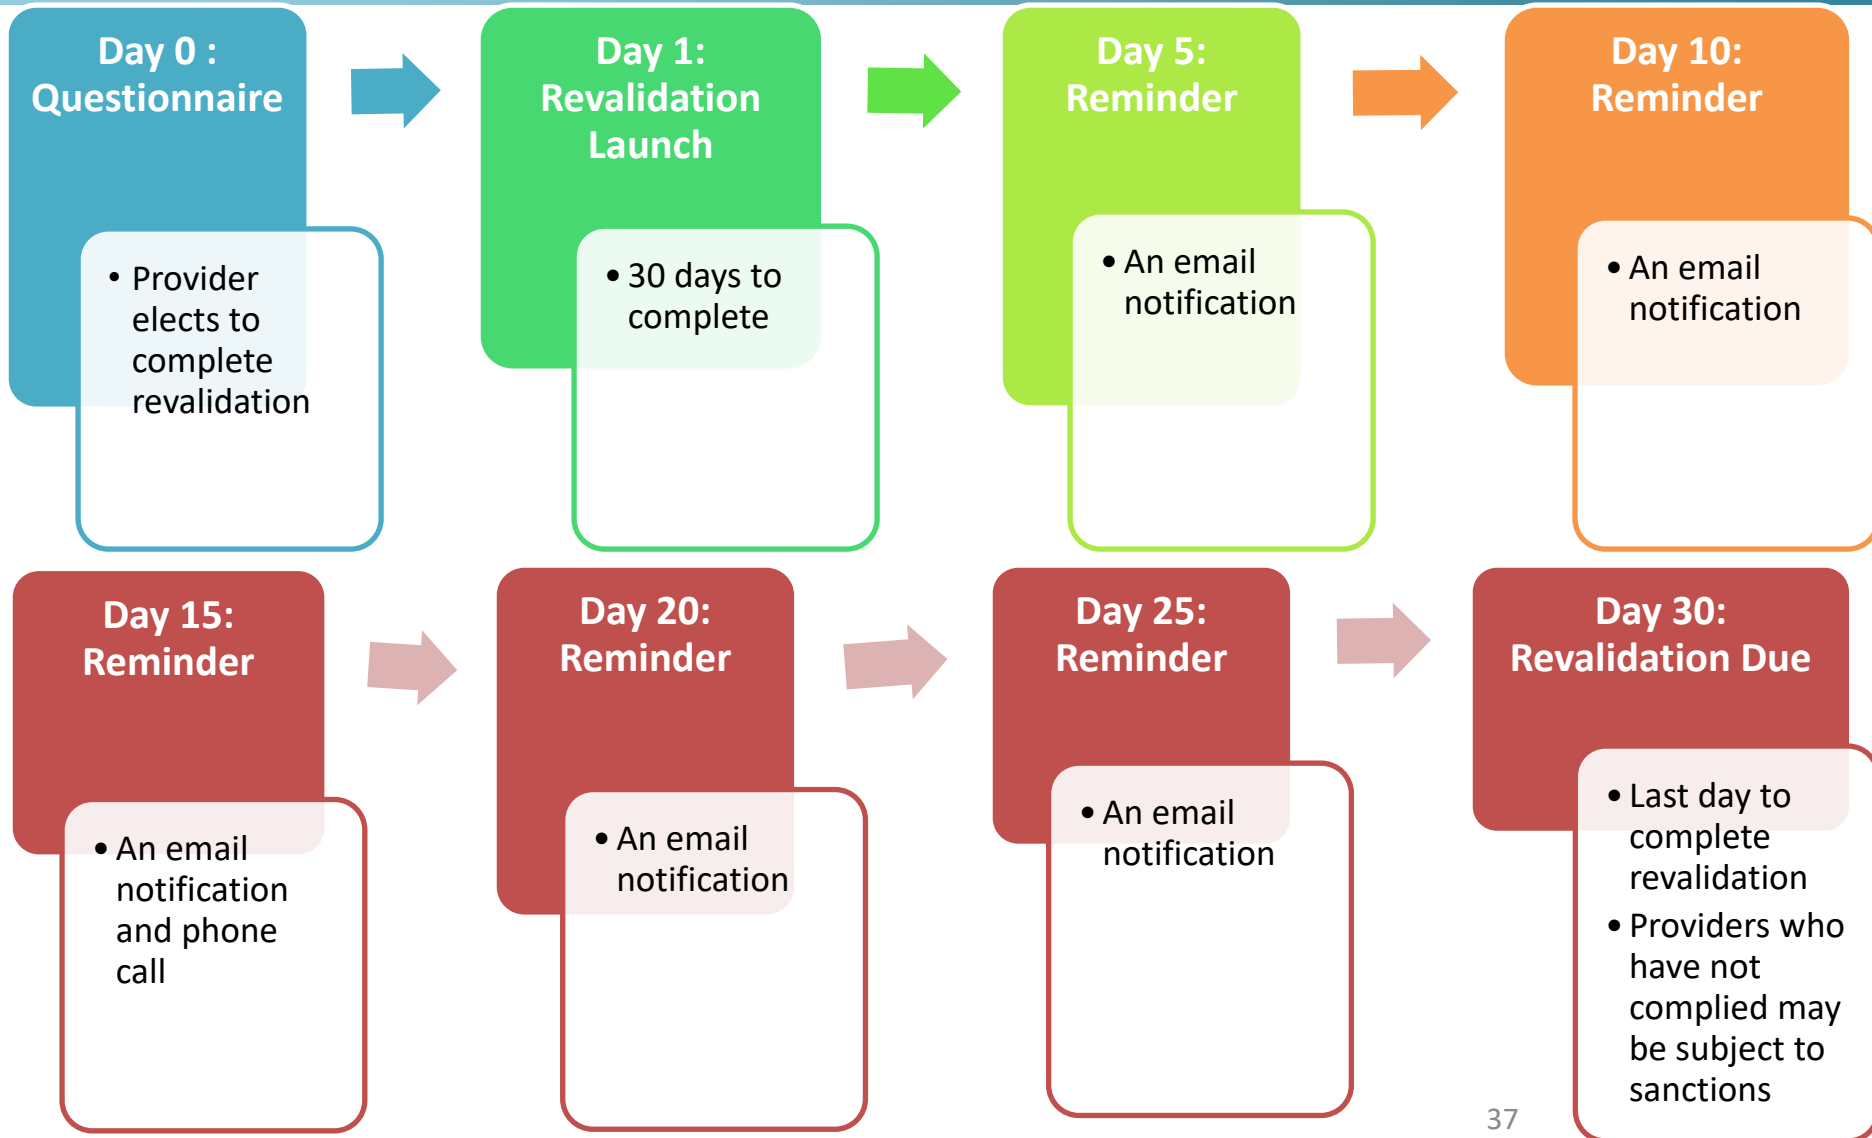 Day 0 :
Questionnaire
• Provider
elects to
complete
revalidation
Day 1:
Revalidation
Launch
• 30 days to
complete
Day 5:
Reminder
• An email
notification
Day 10:
Reminder
• An email
notification
Day 15:
Reminder
• An email
notification
and phone
call
Day 20:
Reminder
• An email
notification
Day 25:
Reminder
• An email
notification
Day 30:
Revalidation Due
• Last day to
complete
revalidation
• Providers who
have not
complied may
be subject to
sanctions
37